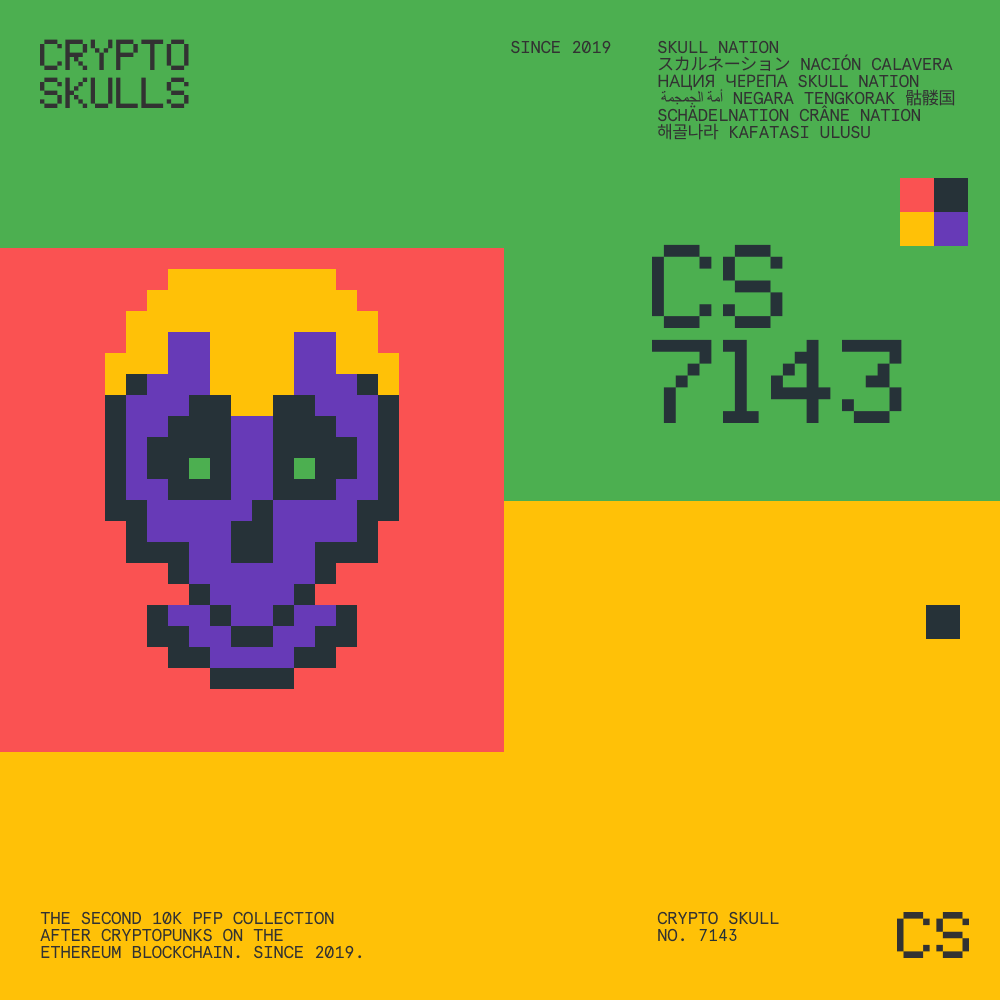 CRYPTO
SKULLS
SINCE 2019
SKULL NATION
スカルネーション NACIÓN CALAVERA
НАЦИЯ ЧЕРЕПА SKULL NATION
أمة الجمجمة NEGARA TENGKORAK 骷髅国
SCHÄDELNATION CRÂNE NATION
해골나라 KAFATASI ULUSU
CS
7143
THE SECOND 10K PFP COLLECTION
AFTER CRYPTOPUNKS ON THE
ETHEREUM BLOCKCHAIN. SINCE 2019.
CRYPTO SKULL
NO. 7143
CS